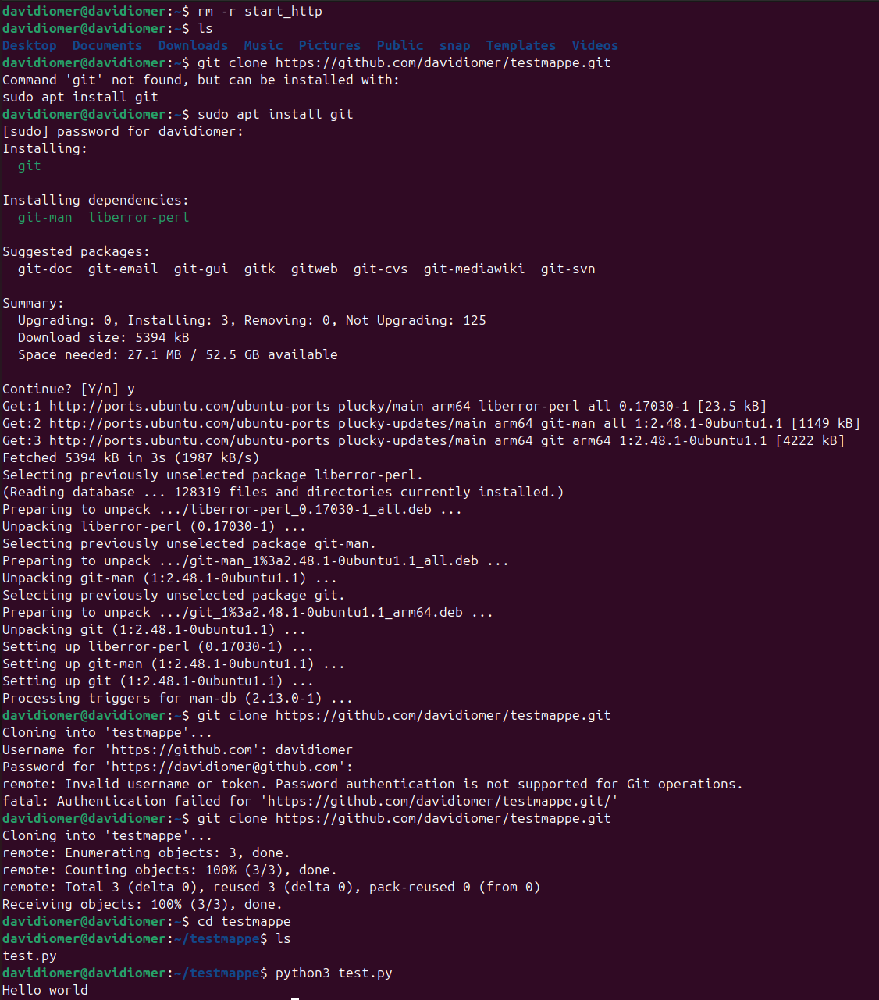 davidiomer@davidiomer:~$ rm -r start_http
davidiomer@davidiomer:~$ ls
Desktop  Documents  Downloads  Music  Pictures  Public  snap  Templates  Videos
davidiomer@davidiomer:~$ git clone https://github.com/davidiomer/testmappe.git
Command 'git' not found, but can be installed with:
sudo apt install git
davidiomer@davidiomer:~$ sudo apt install git
[sudo] password for davidiomer:
Installing:
  git

Installing dependencies:
  git-man  liberror-perl

Suggested packages:
  git-doc  git-email  git-gui  gitk  gitweb  git-cvs  git-mediawiki  git-svn

Summary:
  Upgrading: 0, Installing: 3, Removing: 0, Not Upgrading: 125
  Download size: 5394 kB
  Space needed: 27.1 MB / 52.5 GB available

Continue? [Y/n] y
Get:1 http://ports.ubuntu.com/ubuntu-ports plucky/main arm64 liberror-perl all 0.17030-1 [23.5 kB]
Get:2 http://ports.ubuntu.com/ubuntu-ports plucky-updates/main arm64 git-man all 1:2.48.1-0ubuntu1.1 [1149 kB]
Get:3 http://ports.ubuntu.com/ubuntu-ports plucky-updates/main arm64 git arm64 1:2.48.1-0ubuntu1.1 [4222 kB]
Fetched 5394 kB in 3s (1987 kB/s)
Selecting previously unselected package liberror-perl.
(Reading database ... 128319 files and directories currently installed.)
Preparing to unpack .../liberror-perl_0.17030-1_all.deb ...
Unpacking liberror-perl (0.17030-1) ...
Selecting previously unselected package git-man.
Preparing to unpack .../git-man_1%3a2.48.1-0ubuntu1.1_all.deb ...
Unpacking git-man (1:2.48.1-0ubuntu1.1) ...
Selecting previously unselected package git.
Preparing to unpack .../git_1%3a2.48.1-0ubuntu1.1_arm64.deb ...
Unpacking git (1:2.48.1-0ubuntu1.1) ...
Setting up liberror-perl (0.17030-1) ...
Setting up git-man (1:2.48.1-0ubuntu1.1) ...
Setting up git (1:2.48.1-0ubuntu1.1) ...
Processing triggers for man-db (2.13.0-1) ...
davidiomer@davidiomer:~$ git clone https://github.com/davidiomer/testmappe.git
Cloning into 'testmappe'...
Username for 'https://github.com': davidiomer
Password for 'https://davidiomer@github.com':
remote: Invalid username or token. Password authentication is not supported for Git operations.
fatal: Authentication failed for 'https://github.com/davidiomer/testmappe.git/'
davidiomer@davidiomer:~$ git clone https://github.com/davidiomer/testmappe.git
Cloning into 'testmappe'...
remote: Enumerating objects: 3, done.
remote: Counting objects: 100% (3/3), done.
remote: Total 3 (delta 0), reused 3 (delta 0), pack-reused 0 (from 0)
Receiving objects: 100% (3/3), done.
davidiomer@davidiomer:~$ cd testmappe
davidiomer@davidiomer:~/testmappe$ ls
test.py
davidiomer@davidiomer:~/testmappe$ python3 test.py
Hello world